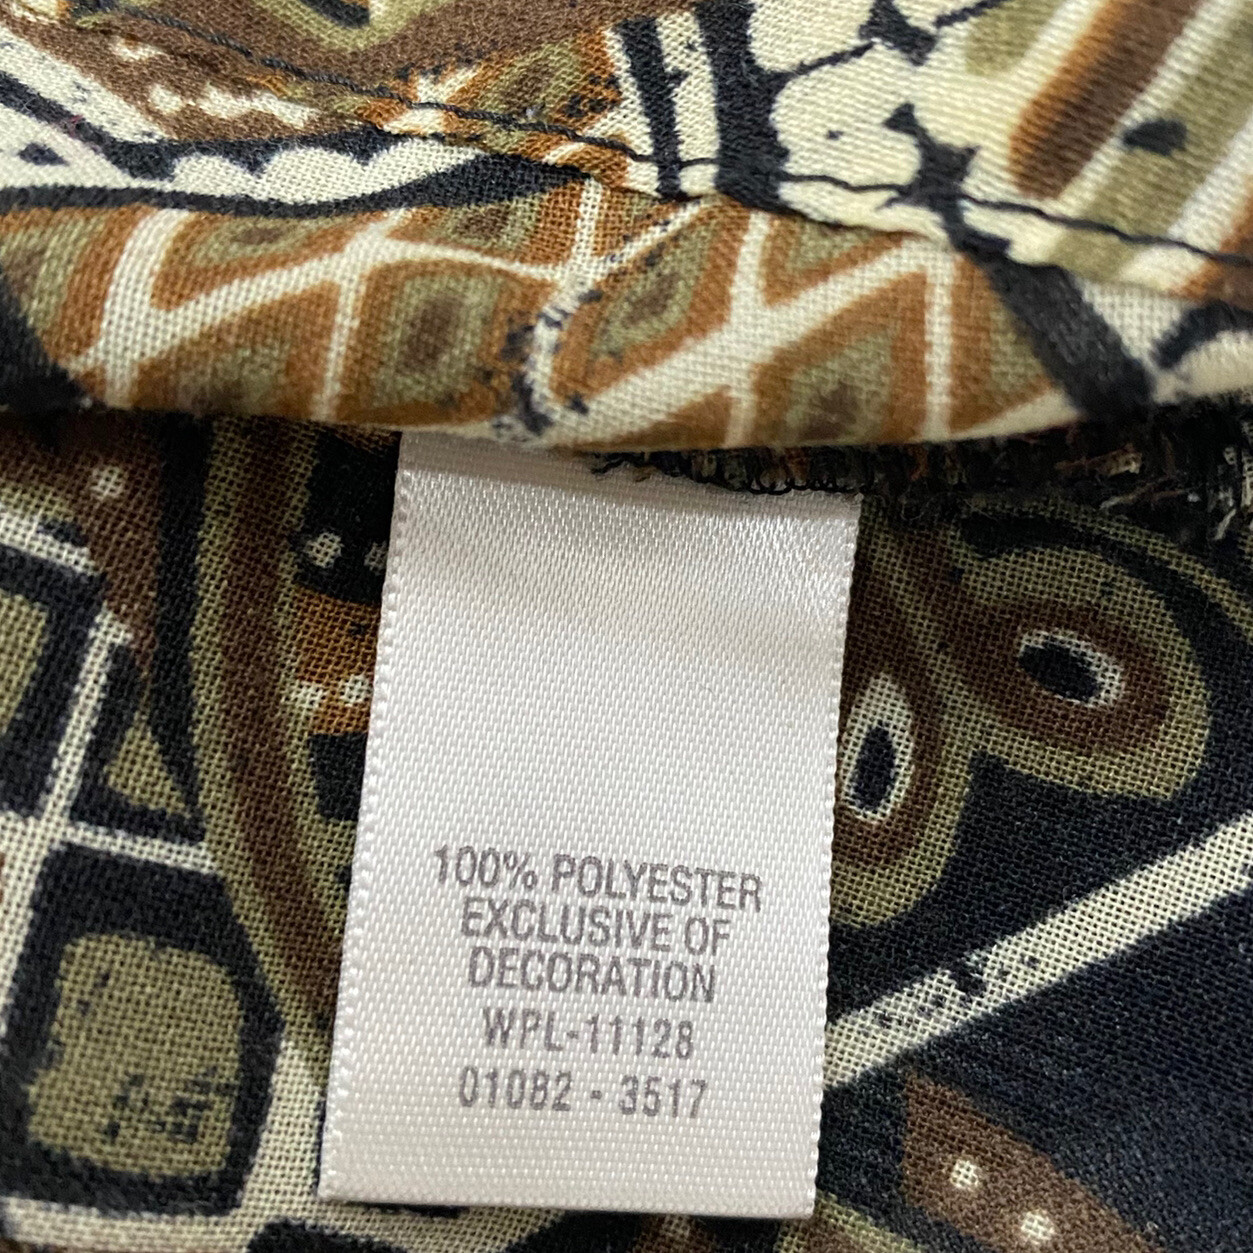 100% POLYESTER
EXCLUSIVE OF
DECORATION
WPL-11128
01082 - 3517